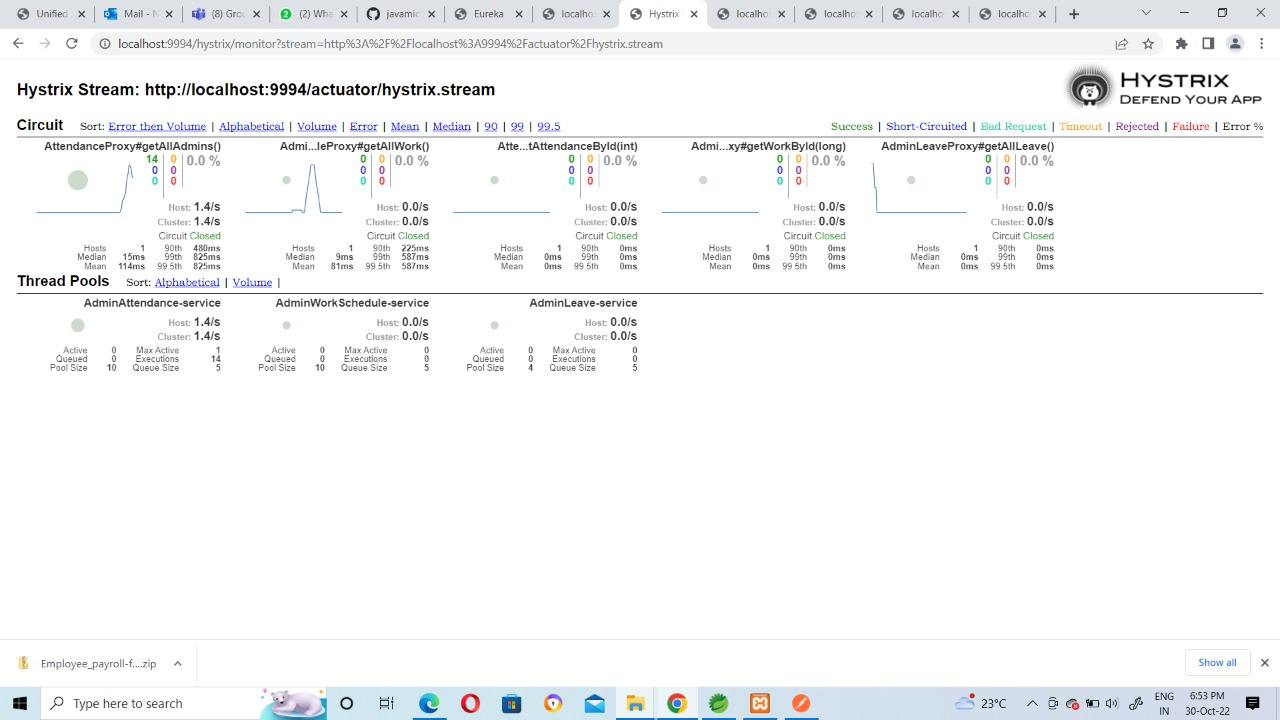 Unified
Mail - N
(8) Grou
(2) Wha
javamic
Eureka
localhos
Hystrix
localhos
localhos
localhos
localhos
localhost:9994/hystrix/monitor?stream=http%3A%2F%2Flocalhost%3A9994%2Factuator%2Fhystrix.stream
Hystrix Stream: http://localhost:9994/actuator/hystrix.stream
HYSTRIX
DEFEND YOUR APP
Circuit Sort: Error then Volume | Alphabetical | Volume | Error | Mean | Median | 90 | 99 | 99.5
Success | Short-Circuited | Bad Request | Timeout | Rejected | Failure | Error %
AttendanceProxy#getAllAdmins()
14 0 0.0 %
0 0
0 0
Host: 1.4/s
Cluster: 1.4/s
Circuit Closed
Hosts 1 90th 480ms
Median 15ms 99th 825ms
Mean 114ms 99.5th 825ms
Admi...leProxy#getAllWork()
0 0 0.0 %
0 0
0 0
Host: 0.0/s
Cluster: 0.0/s
Circuit Closed
Hosts 1 90th 225ms
Median 9ms 99th 587ms
Mean 81ms 99.5th 587ms
Atte...tAttendanceById(int)
0 0 0.0 %
0 0
0 0
Host: 0.0/s
Cluster: 0.0/s
Circuit Closed
Hosts 1 90th 0ms
Median 0ms 99th 0ms
Mean 0ms 99.5th 0ms
Admi...xy#getWorkById(long)
0 0 0.0 %
0 0
0 0
Host: 0.0/s
Cluster: 0.0/s
Circuit Closed
Hosts 1 90th 0ms
Median 0ms 99th 0ms
Mean 0ms 99.5th 0ms
AdminLeaveProxy#getAllLeave()
0 0 0.0 %
0 0
0 0
Host: 0.0/s
Cluster: 0.0/s
Circuit Closed
Hosts 1 90th 0ms
Median 0ms 99th 0ms
Mean 0ms 99.5th 0ms
Thread Pools Sort: Alphabetical | Volume |
AdminAttendance-service
Host: 1.4/s
Cluster: 1.4/s
Active 0 Max Active 1
Queued 0 Executions 14
Pool Size 10 Queue Size 5
AdminWorkSchedule-service
Host: 0.0/s
Cluster: 0.0/s
Active 0 Max Active 0
Queued 0 Executions 0
Pool Size 10 Queue Size 5
AdminLeave-service
Host: 0.0/s
Cluster: 0.0/s
Active 0 Max Active 0
Queued 0 Executions 0
Pool Size 4 Queue Size 5
Employee_payroll-f....zip
Show all
Type here to search
23°C
ENG
IN
6:53 PM
30-Oct-22